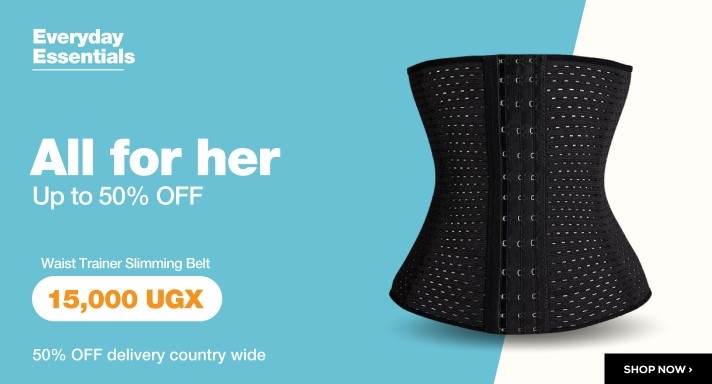 Everyday
Essentials
All for her
Up to 50% OFF
Waist Trainer Slimming Belt
15,000 UGX
50% OFF delivery country wide
SHOP NOW ›